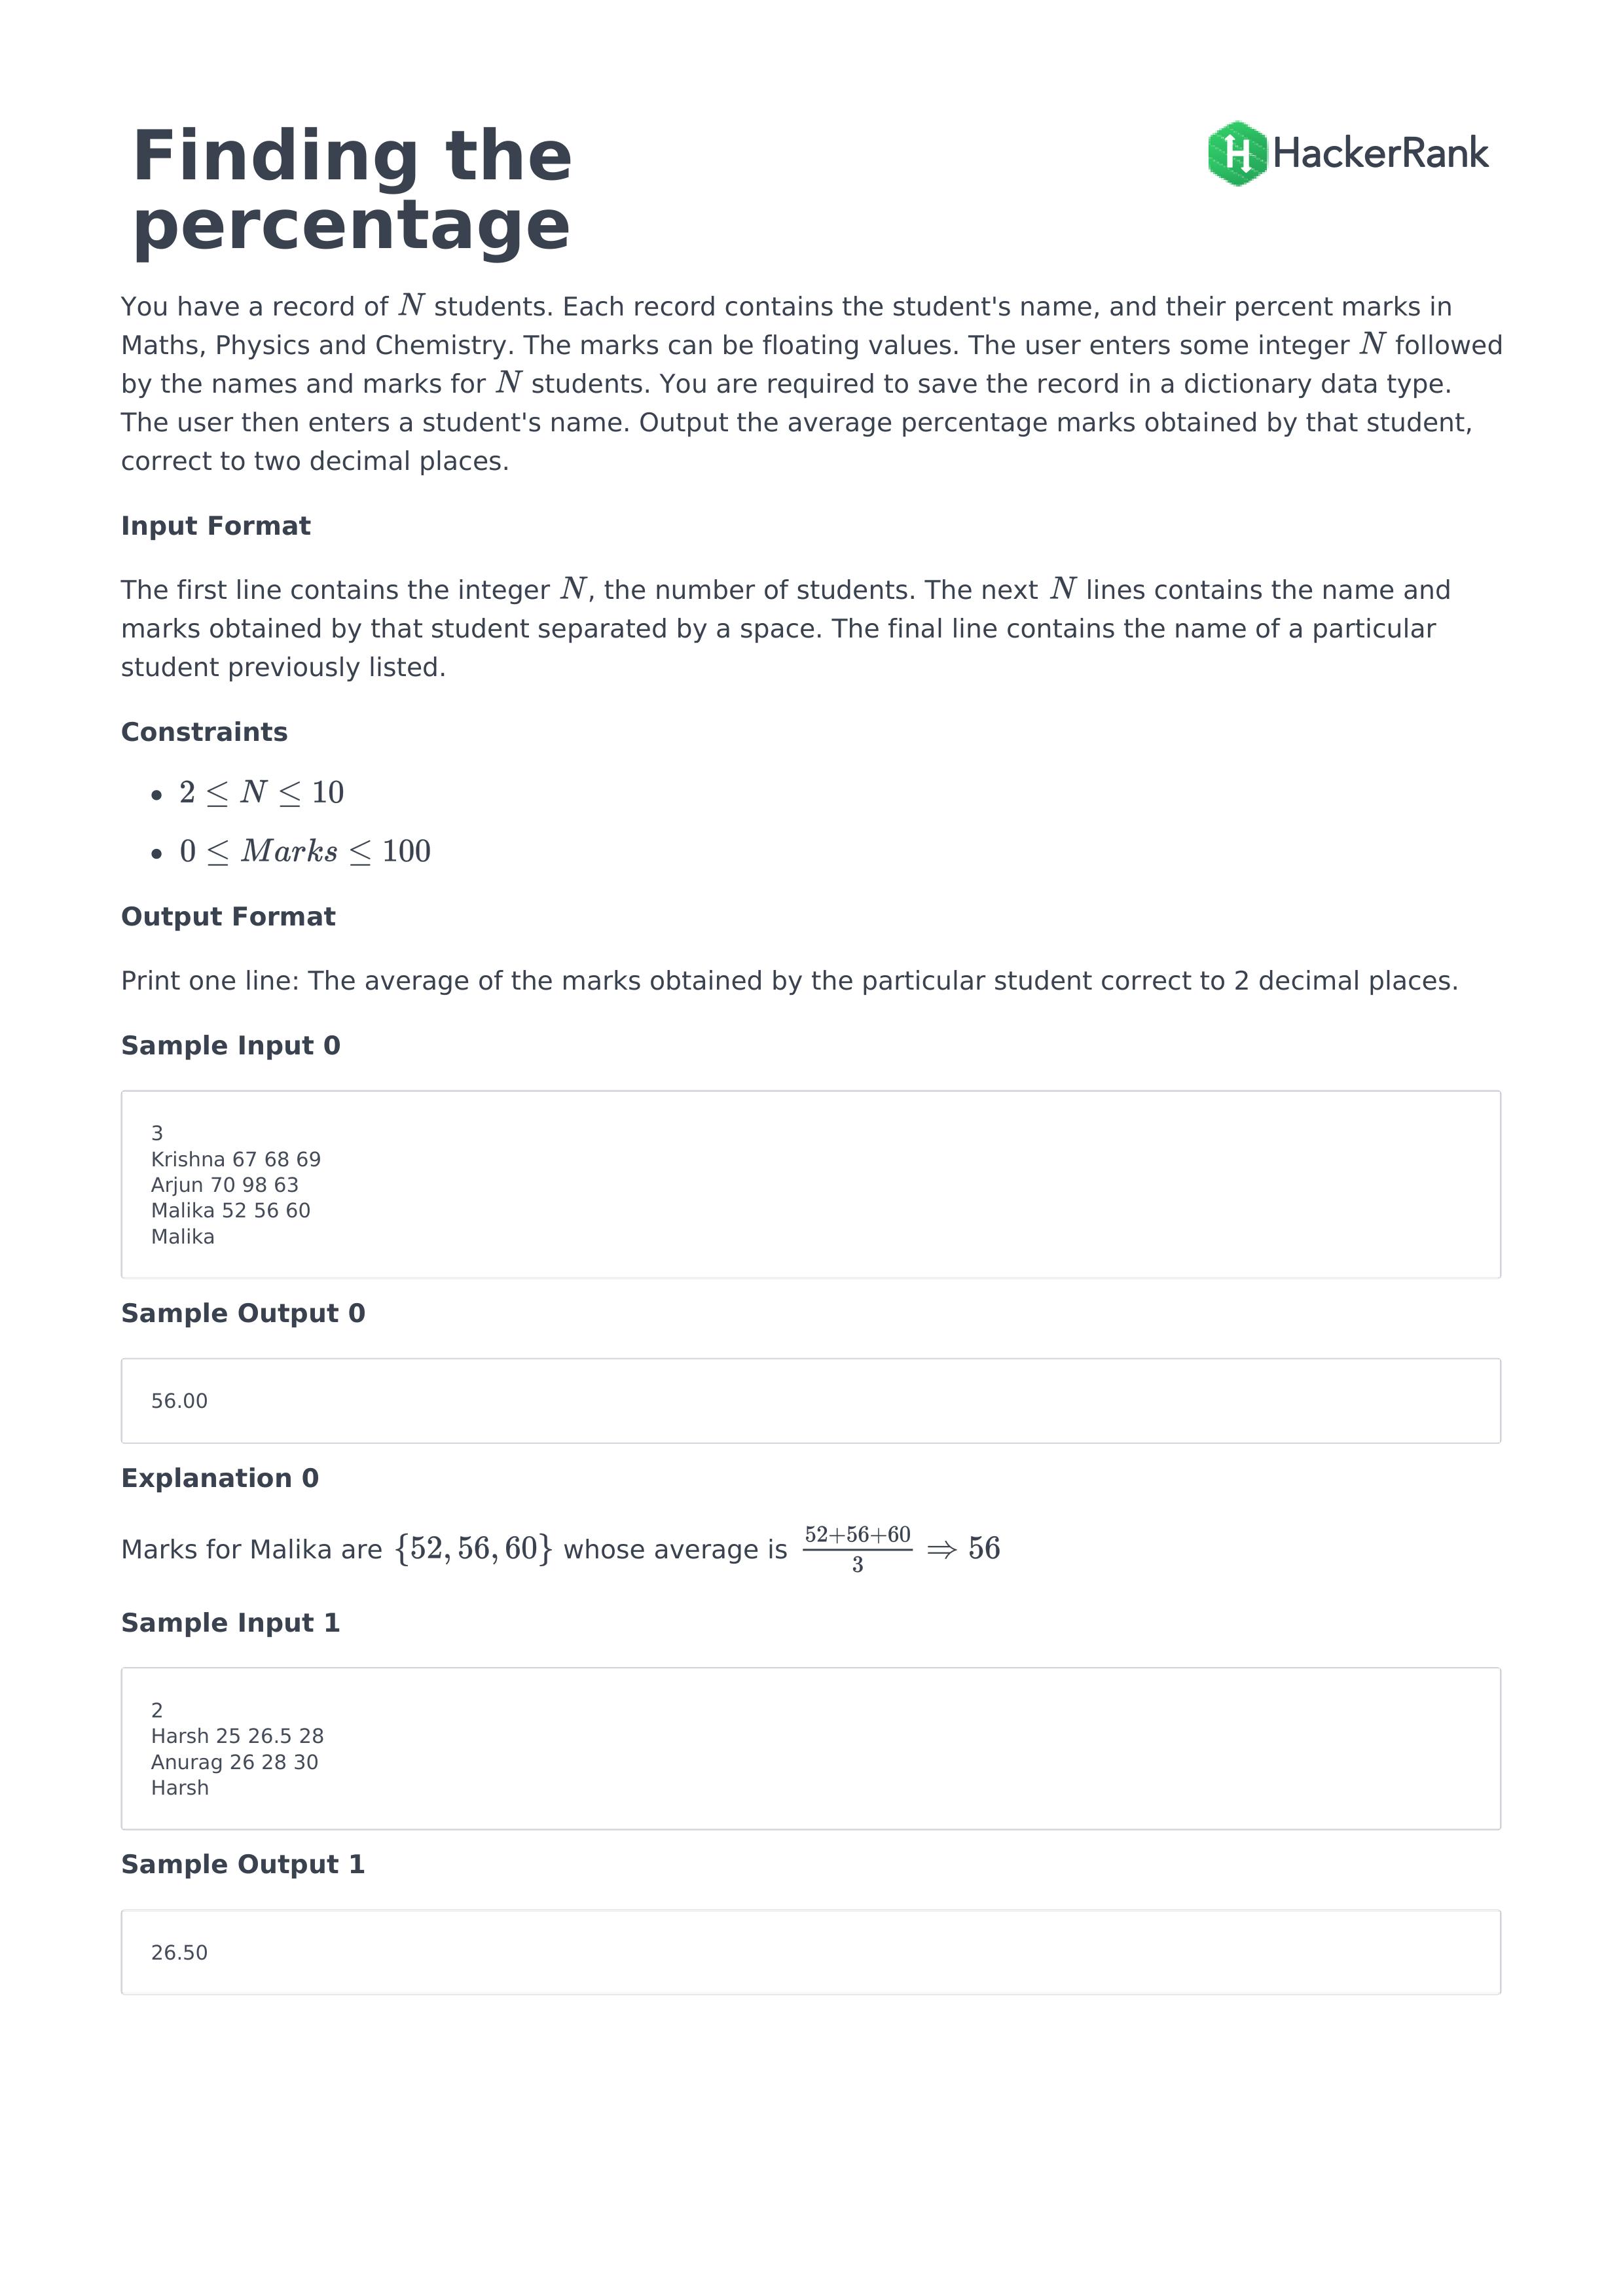 Finding the
percentage
HackerRank
You have a record of N students. Each record contains the student's name, and their percent marks in
Maths, Physics and Chemistry. The marks can be floating values. The user enters some integer N followed
by the names and marks for N students. You are required to save the record in a dictionary data type.
The user then enters a student's name. Output the average percentage marks obtained by that student,
correct to two decimal places.
Input Format
The first line contains the integer N, the number of students. The next N lines contains the name and
marks obtained by that student separated by a space. The final line contains the name of a particular
student previously listed.
Constraints
• 2 ≤ N ≤ 10
• 0 ≤ Marks ≤ 100
Output Format
Print one line: The average of the marks obtained by the particular student correct to 2 decimal places.
Sample Input 0
3
Krishna 67 68 69
Arjun 70 98 63
Malika 52 56 60
Malika
Sample Output 0
56.00
Explanation 0
Marks for Malika are {52, 56, 60} whose average is \frac{52+56+60}{3} ⇒ 56
Sample Input 1
2
Harsh 25 26.5 28
Anurag 26 28 30
Harsh
Sample Output 1
26.50